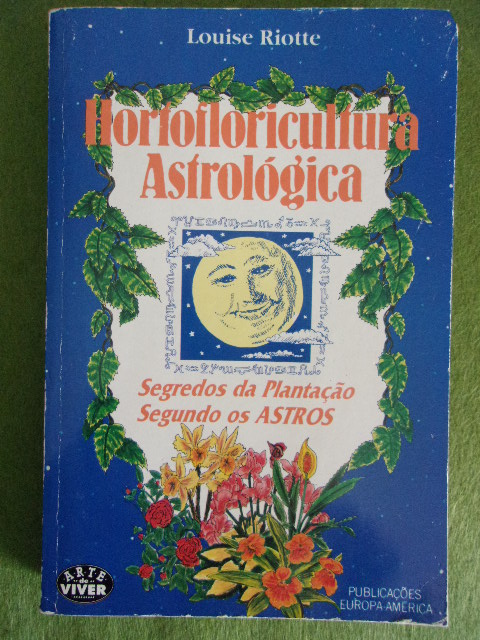 Louise Riotte
Hortofloricultura
Astrológica
Segredos da Plantação
Segundo os ASTROS
ARTE
de
VIVER
PUBLICAÇÕES
EUROPA-AMÉRICA